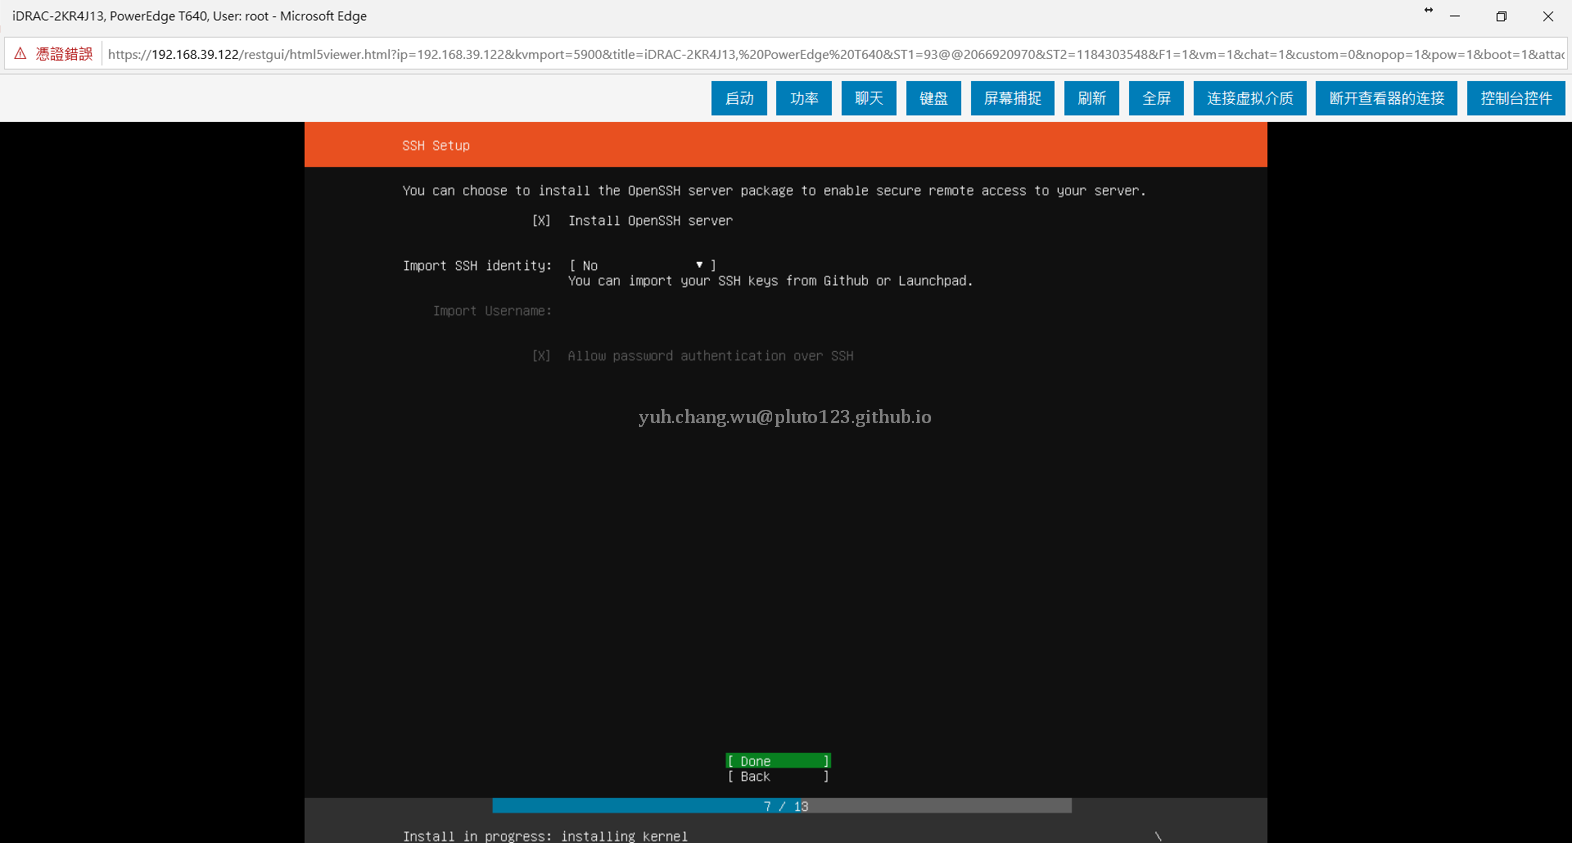 iDRAC-2KR4J13, PowerEdge T640, User: root - Microsoft Edge
憑證錯誤 https://192.168.39.122/restgui/html5viewer.html?ip=192.168.39.122&kvmport=5900&title=iDRAC-2KR4J13,%20PowerEdge%20T640&ST1=93@@2066920970&ST2=1184303548&F1=1&vm=1&chat=1&custom=0&nopop=1&pow=1&boot=1&attac
启动 功率 聊天 键盘 屏幕捕捉 刷新 全屏 连接虚拟介质 断开查看器的连接 控制台控件
SSH Setup
You can choose to install the OpenSSH server package to enable secure remote access to your server.
[X] Install OpenSSH server
Import SSH identity: [ No ▼ ]
You can import your SSH keys from Github or Launchpad.
Import Username:
[X] Allow password authentication over SSH
yuh.chang.wu@pluto123.github.io
[ Done ]
[ Back ]
7 / 13
Install in progress: installing kernel \